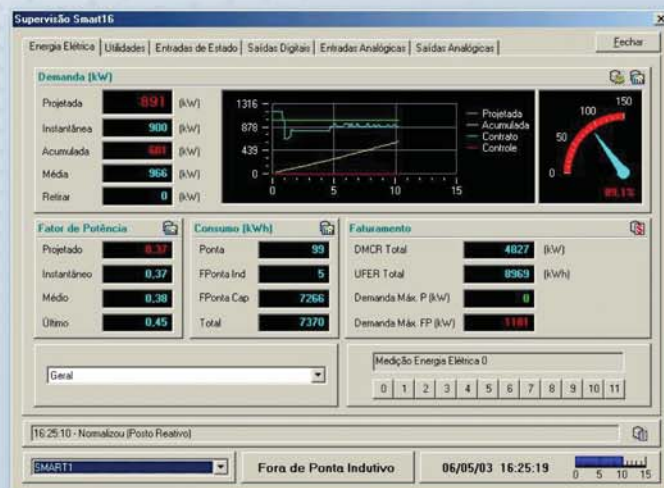 Supervisão Smart16
Energia Elétrica Utilidades Entradas de Estado Saídas Digitais Entradas Analógicas Saídas Analógicas Fechar
Demanda (kW)
Projetada 891 (kW)
Instantânea 900 (kW)
Acumulada 601 (kW)
Média 966 (kW)
Retirar 0 (kW)
1316
878
439
0
0 5 10 15
Projetada
Acumulada
Contrato
Controle
0 50 100 150
89.1%
Fator de Potência
Projetado 0,37
Instantâneo 0,37
Médio 0,38
Último 0,45
Consumo (kWh)
Ponta 99
FPonta Ind 5
FPonta Cap 7266
Total 7370
Faturamento
DMCR Total 4827 (kW)
UFER Total 8969 (kWh)
Demanda Máx. P (kW) 0
Demanda Máx. FP (kW) 1181
Geral
Medição Energia Elétrica 0
0 1 2 3 4 5 6 7 8 9 10 11
16:25:10 - Normalizou (Posto Reativo)
SMART1
Fora de Ponta Indutivo
06/05/03 16:25:19
0 5 10 15